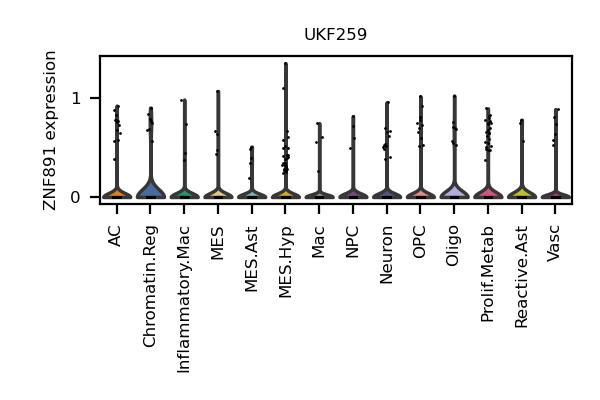 UKF259
ZNF891 expression
1
0
AC
Chromatin.Reg
Inflammatory.Mac
MES
MES.Ast
MES.Hyp
Mac
NPC
Neuron
OPC
Oligo
Prolif.Metab
Reactive.Ast
Vasc